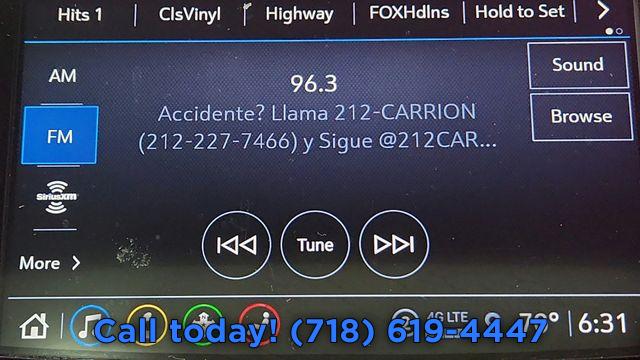 Hits 1 ClsVinyl Highway FOXHdlns Hold to Set
AM
96.3
Sound
Accidente? Llama 212-CARRION
(212-227-7466) y Sigue @212CAR...
Browse
FM
SiriusXM
Tune
More
4G LTE
6:31
Call today! (718) 619-4447